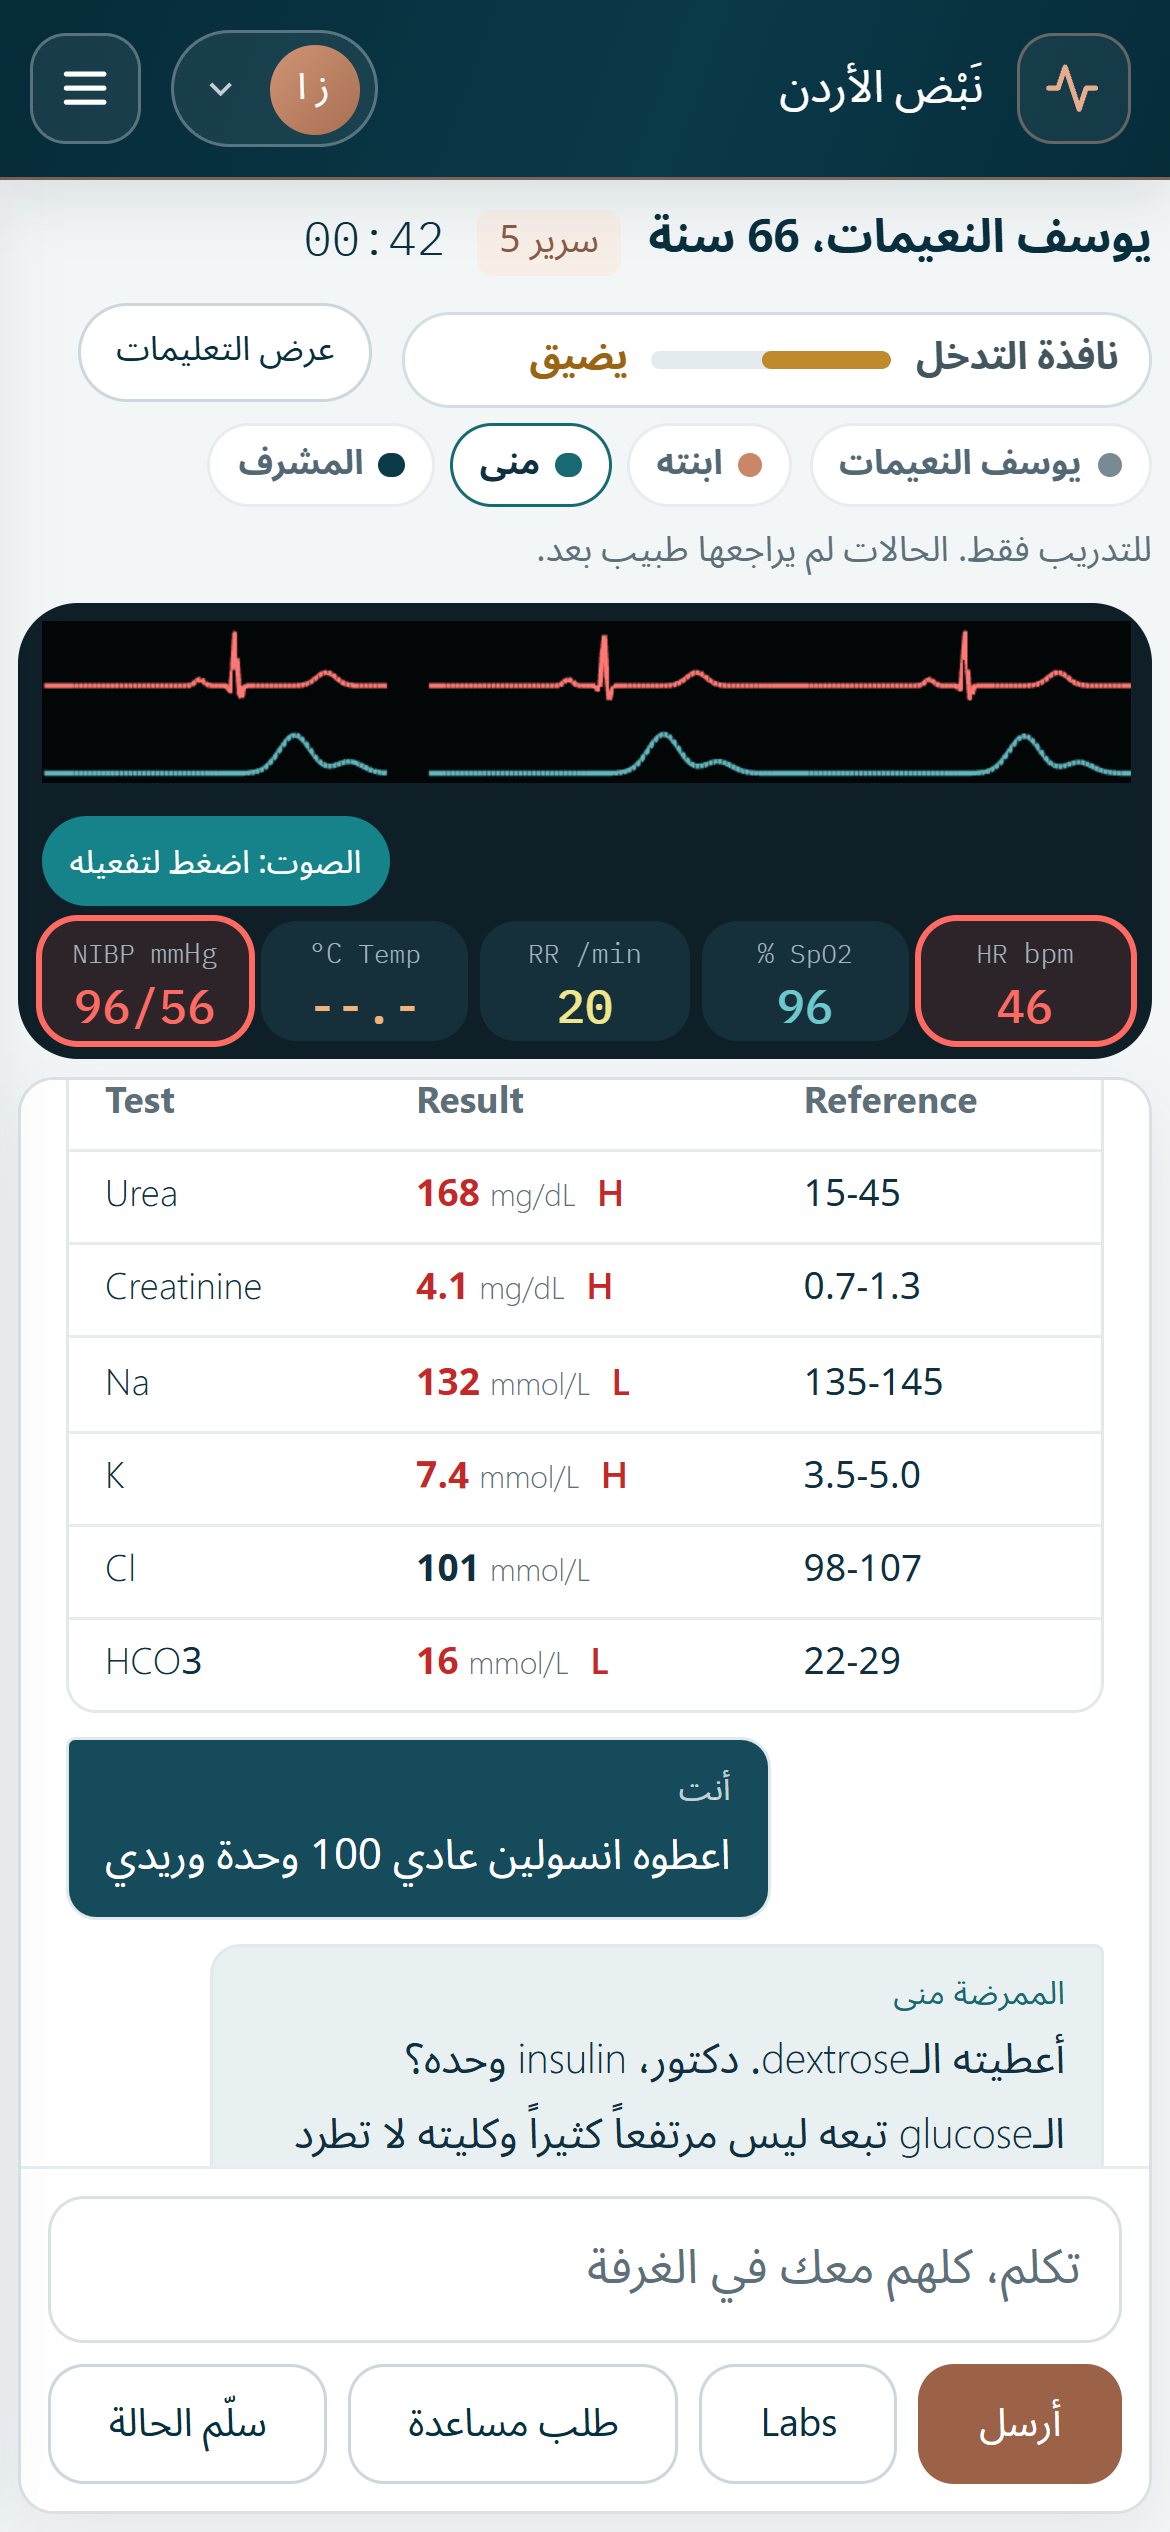 نَبْض الأردن
ز ا
يوسف النعيمات، 66 سنة
سرير 5
00:42
نافذة التدخل
يضيق
عرض التعليمات
يوسف النعيمات
ابنته
منى
المشرف
للتدريب فقط. الحالات لم يراجعها طبيب بعد.
الصوت: اضغط لتفعيله
HR bpm
46
% SpO2
96
RR /min
20
°C Temp
--.-
NIBP mmHg
96/56
Test Result Reference
Urea 168 mg/dL H 15-45
Creatinine 4.1 mg/dL H 0.7-1.3
Na 132 mmol/L L 135-145
K 7.4 mmol/L H 3.5-5.0
Cl 101 mmol/L 98-107
HCO3 16 mmol/L L 22-29
أنت
اعطوه انسولين عادي 100 وحدة وريدي
الممرضة منى
أعطيته الـdextrose. دكتور، insulin وحده؟
الـglucose تبعه ليس مرتفعاً كثيراً وكليته لا تطرد
تكلم، كلهم معك في الغرفة
أرسل
Labs
طلب مساعدة
سلّم الحالة